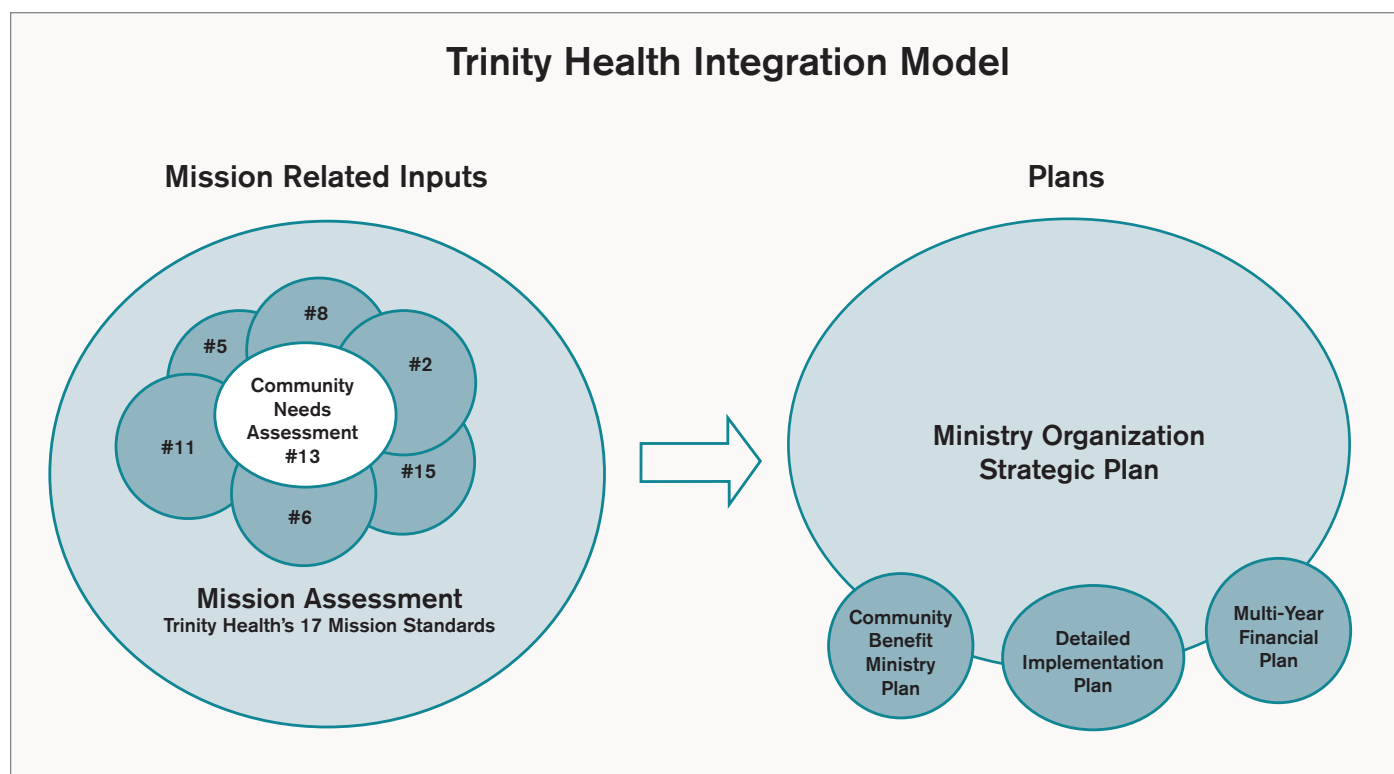 Trinity Health Integration Model
Mission Related Inputs
#8
#5
#2
Community
Needs
Assessment
#13
#11
#15
#6
Mission Assessment
Trinity Health's 17 Mission Standards
Plans
Ministry Organization
Strategic Plan
Community
Benefit
Ministry
Plan
Detailed
Implementation
Plan
Multi-Year
Financial
Plan